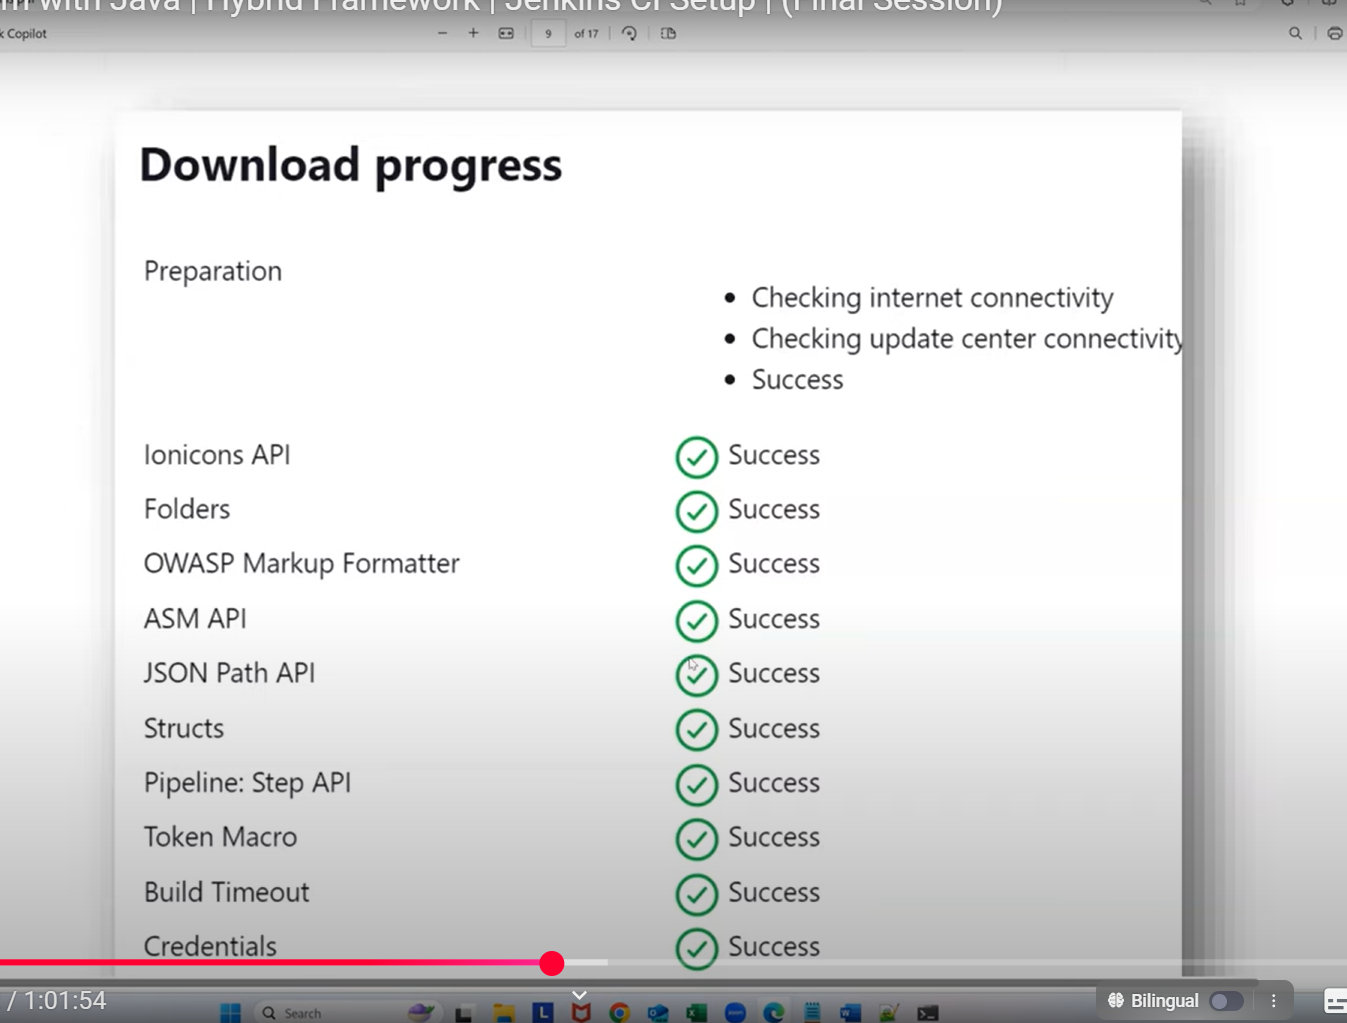 with Java | Hybrid Framework | Jenkins CI Setup | (Final Session)
Copilot
9 of 17
Download progress
Preparation
Checking internet connectivity
Checking update center connectivity
Success
Ionicons API Success
Folders Success
OWASP Markup Formatter Success
ASM API Success
JSON Path API Success
Structs Success
Pipeline: Step API Success
Token Macro Success
Build Timeout Success
Credentials Success
/ 1:01:54
Bilingual
Search